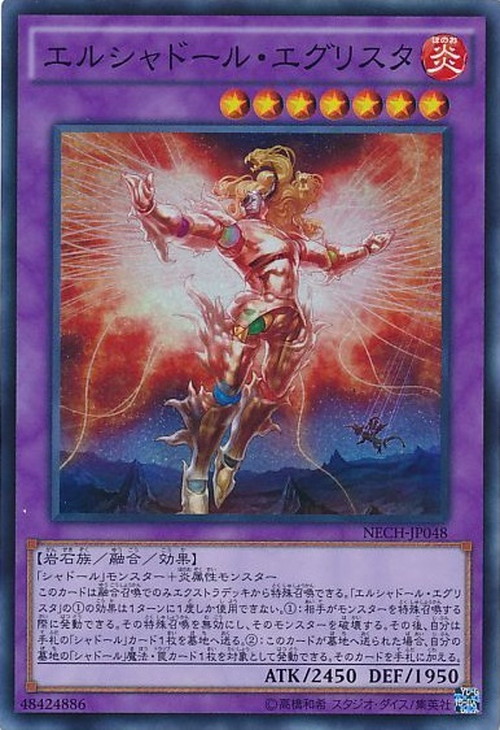 エルシャドール・エグリスタ
炎
NECH-JP048
【岩石族/融合/効果】
「シャドール」モンスター+炎属性モンスター
このカードは融合召喚でのみエクストラデッキから特殊召喚できる。「エルシャドール・エグリ
スタ」の①の効果は1ターンに1度しか使用できない。①:相手がモンスターを特殊召喚する
際に発動できる。その特殊召喚を無効にし、そのモンスターを破壊する。その後、自分は
手札の「シャドール」カード1枚を墓地へ送る。②:このカードが墓地へ送られた場合、自分の
墓地の「シャドール」魔法・罠カード1枚を対象として発動できる。そのカードを手札に加える。
ATK/2450 DEF/1950
48424886
©高橋和希 スタジオ・ダイス/集英社